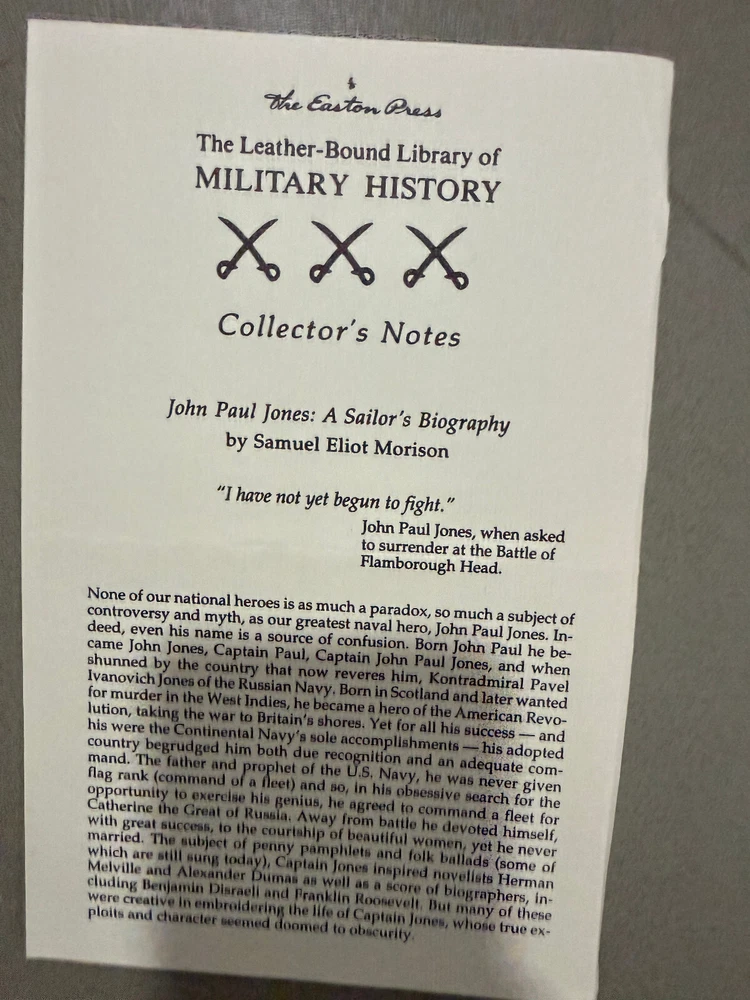 The Easton Press
The Leather-Bound Library of
MILITARY HISTORY
Collector's Notes
John Paul Jones: A Sailor's Biography
by Samuel Eliot Morison
"I have not yet begun to fight."
John Paul Jones, when asked
to surrender at the Battle of
Flamborough Head.
None of our national heroes is as much a paradox, so much a subject of
controversy and myth, as our greatest naval hero, John Paul Jones. In-
deed, even his name is a source of confusion. Born John Paul he be-
came John Jones, Captain Paul, Captain John Paul Jones, and when
shunned by the country that now reveres him, Kontradmiral Pavel
Ivanovich Jones of the Russian Navy. Born in Scotland and later wanted
for murder in the West Indies, he became a hero of the American Revo-
lution, taking the war to Britain's shores. Yet for all his success — and
his were the Continental Navy's sole accomplishments — his adopted
country begrudged him both due recognition and an adequate com-
mand. The father and prophet of the U.S. Navy, he was never given
flag rank (command of a fleet) and so, in his obsessive search for the
opportunity to exercise his genius, he agreed to command a fleet for
Catherine the Great of Russia. Away from battle he devoted himself,
with great success, to the courtship of beautiful women, yet he never
married. The subject of penny pamphlets and folk ballads (some of
which are still sung today), Captain Jones inspired novelists Herman
Melville and Alexander Dumas as well as a score of biographers, in-
cluding Benjamin Disraeli and Franklin Roosevelt. But many of these
were creative in embroidering the life of Captain Jones, whose true ex-
ploits and character seemed doomed to obscurity.